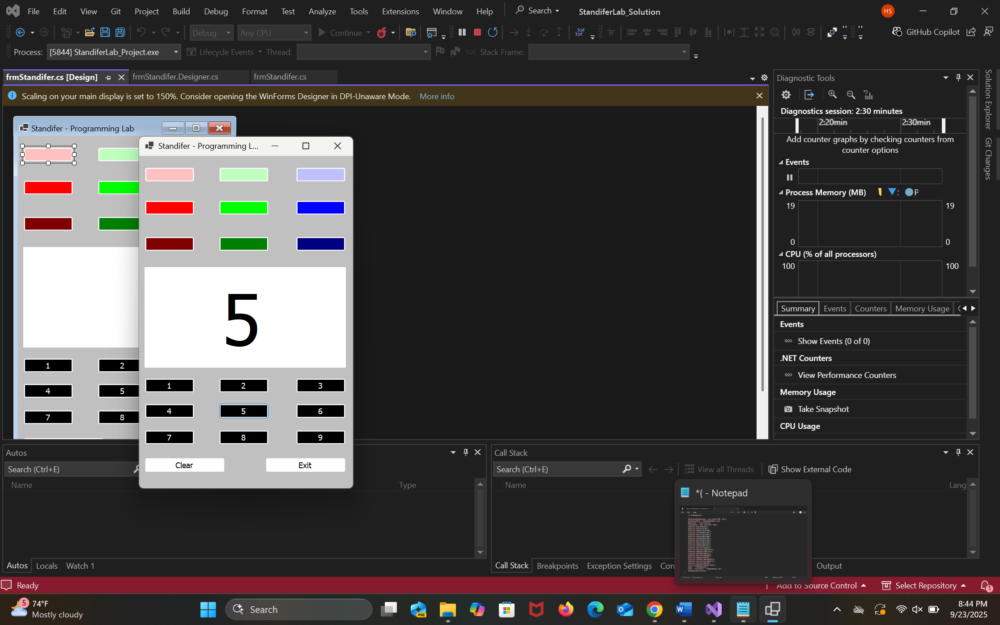 File Edit View Git Project Build Debug Format Test Analyze Tools Extensions Window Help Search StandiferLab_Solution HS
Debug Any CPU Continue GitHub Copilot
Process: [5844] StandiferLab_Project.exe Lifecycle Events Thread: Stack Frame:
frmStandifer.cs [Design] frmStandifer.Designer.cs frmStandifer.cs
Scaling on your main display is set to 150%. Consider opening the WinForms Designer in DPI-Unaware Mode. More info
Standifer - Programming Lab
1 2
4 5
7 8
Standifer - Programming L...
5
1 2 3
4 5 6
7 8 9
Clear Exit
Diagnostic Tools
Diagnostics session: 2:30 minutes
2:20min 2:30min
Add counter graphs by checking counters from
counter options
Events
Process Memory (MB) P
19 19
0 0
CPU (% of all processors)
100 100
Summary Events Counters Memory Usage
Events
Show Events (0 of 0)
.NET Counters
View Performance Counters
Memory Usage
Take Snapshot
CPU Usage
Solution Explorer
Git Changes
Autos
Search (Ctrl+E)
Name Type
Autos Locals Watch 1
Call Stack
Search (Ctrl+E) View all Threads Show External Code
Name Lang
*{ - Notepad
Call Stack Breakpoints Exception Settings Con Output
Ready Add to Source Control Select Repository 1
5 74°F
Mostly cloudy
Search
PRE
8:44 PM
9/23/2025